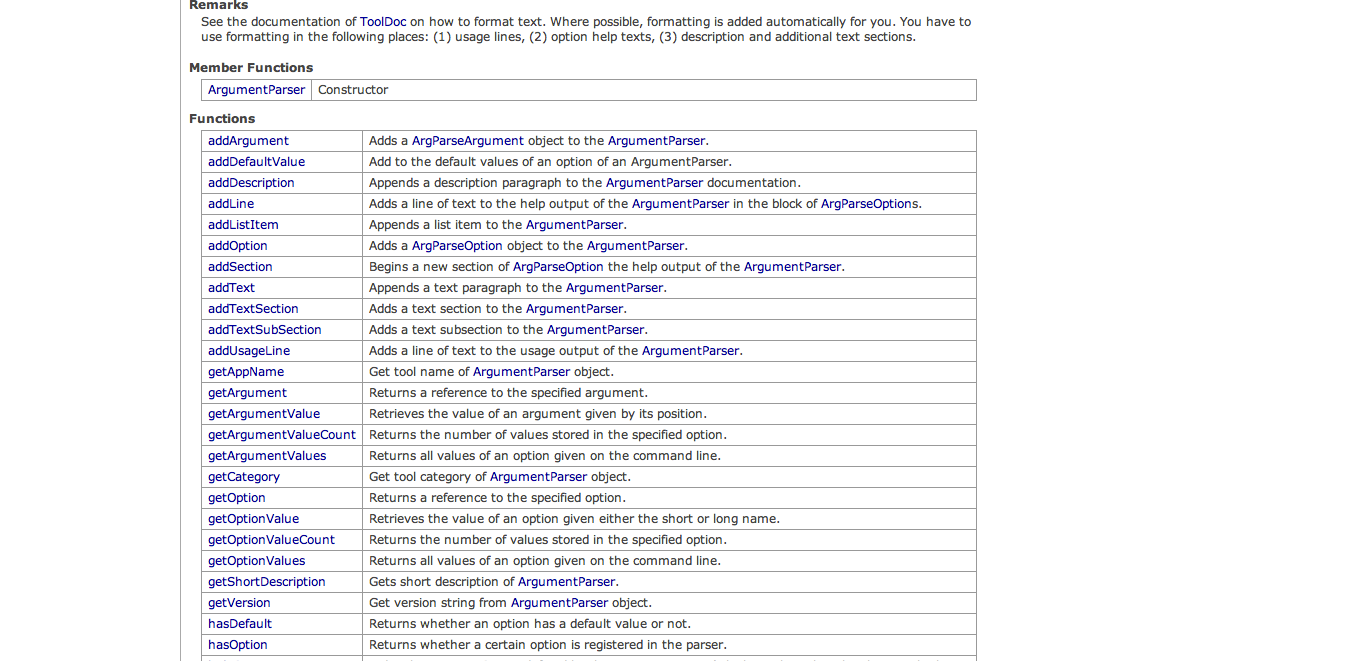 Remarks
See the documentation of ToolDoc on how to format text. Where possible, formatting is added automatically for you. You have to
use formatting in the following places: (1) usage lines, (2) option help texts, (3) description and additional text sections.
Member Functions
ArgumentParser Constructor
Functions
addArgument Adds a ArgParseArgument object to the ArgumentParser.
addDefaultValue Add to the default values of an option of an ArgumentParser.
addDescription Appends a description paragraph to the ArgumentParser documentation.
addLine Adds a line of text to the help output of the ArgumentParser in the block of ArgParseOptions.
addListItem Appends a list item to the ArgumentParser.
addOption Adds a ArgParseOption object to the ArgumentParser.
addSection Begins a new section of ArgParseOption the help output of the ArgumentParser.
addText Appends a text paragraph to the ArgumentParser.
addTextSection Adds a text section to the ArgumentParser.
addTextSubSection Adds a text subsection to the ArgumentParser.
addUsageLine Adds a line of text to the usage output of the ArgumentParser.
getAppName Get tool name of ArgumentParser object.
getArgument Returns a reference to the specified argument.
getArgumentValue Retrieves the value of an argument given by its position.
getArgumentValueCount Returns the number of values stored in the specified option.
getArgumentValues Returns all values of an option given on the command line.
getCategory Get tool category of ArgumentParser object.
getOption Returns a reference to the specified option.
getOptionValue Retrieves the value of an option given either the short or long name.
getOptionValueCount Returns the number of values stored in the specified option.
getOptionValues Returns all values of an option given on the command line.
getShortDescription Gets short description of ArgumentParser.
getVersion Get version string from ArgumentParser object.
hasDefault Returns whether an option has a default value or not.
hasOption Returns whether a certain option is registered in the parser.